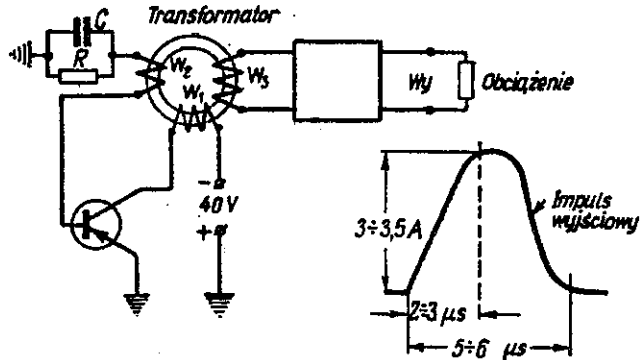 Transformator
C
R
W₂
W₁
W₃
Wy
Obciążenie
−
40V
+
3÷3,5A
Impuls
wyjściowy
2÷3 μs
5÷6 μs